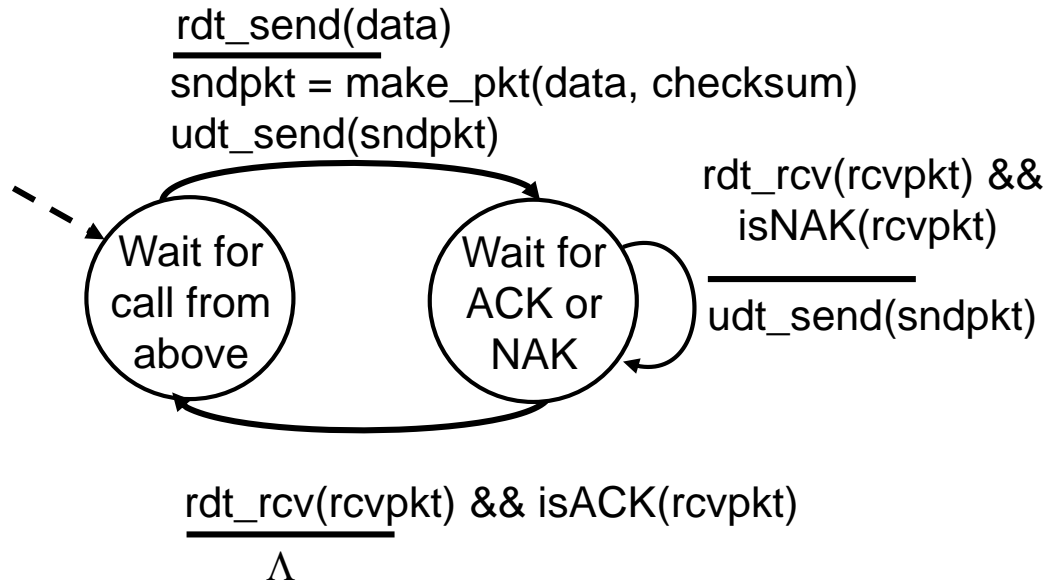 rdt_send(data)
sndpkt = make_pkt(data, checksum)
udt_send(sndpkt)
rdt_rcv(rcvpkt) &&
isNAK(rcvpkt)
udt_send(sndpkt)
Wait for
call from
above
Wait for
ACK or
NAK
rdt_rcv(rcvpkt) && isACK(rcvpkt)
Λ